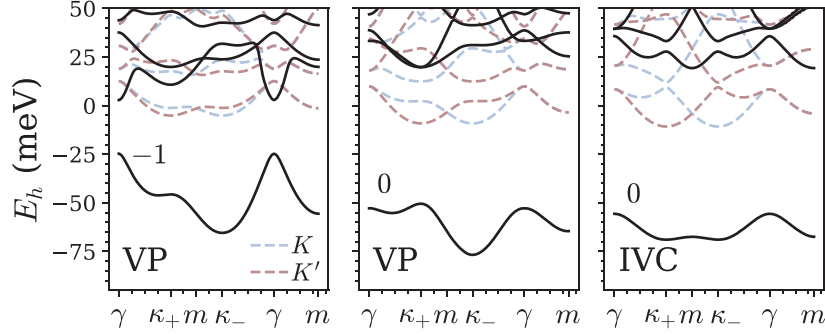 50
25
0
−25
−50
−75
E_h (meV)
−1
VP
K
K′
γ κ₊ m κ₋ γ m
0
VP
γ κ₊ m κ₋ γ m
0
IVC
γ κ₊ m κ₋ γ m